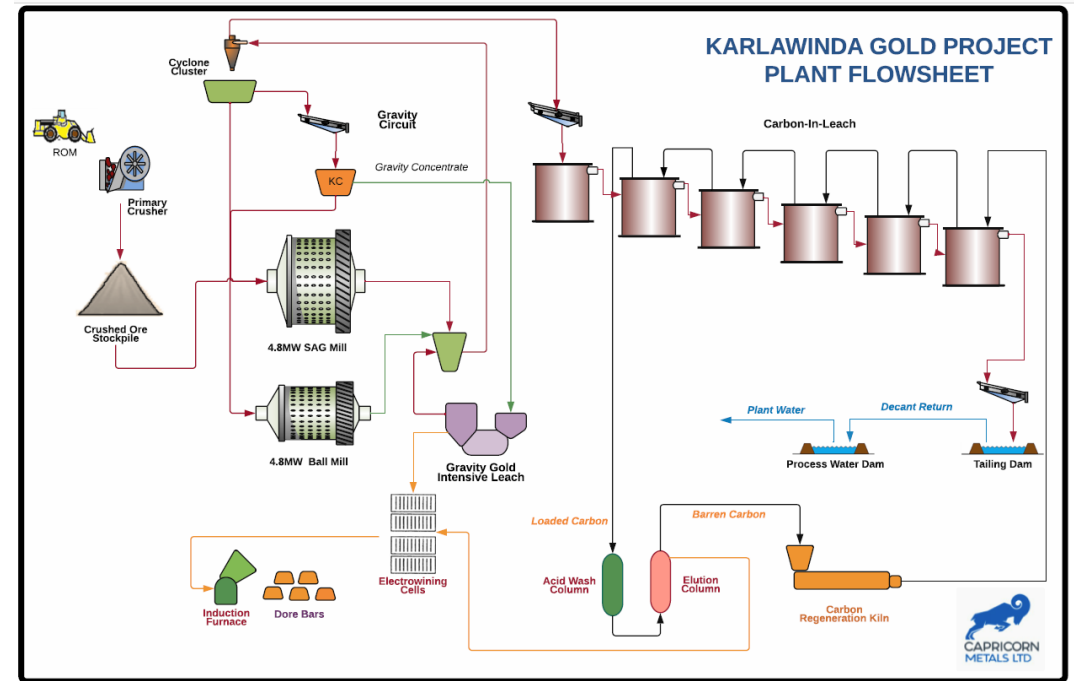 KARLAWINDA GOLD PROJECT
PLANT FLOWSHEET
Cyclone
Cluster
Gravity
Circuit
Carbon-In-Leach
ROM
Gravity Concentrate
KC
Primary
Crusher
Crushed Ore
Stockpile
4.8MW SAG Mill
4.8MW Ball Mill
Gravity Gold
Intensive Leach
Plant Water
Decant Return
Process Water Dam
Tailing Dam
Loaded Carbon
Barren Carbon
Electrowining
Cells
Acid Wash
Column
Elution
Column
Induction
Furnace
Dore Bars
Carbon
Regeneration Kiln
CAPRICORN
METALS LTD